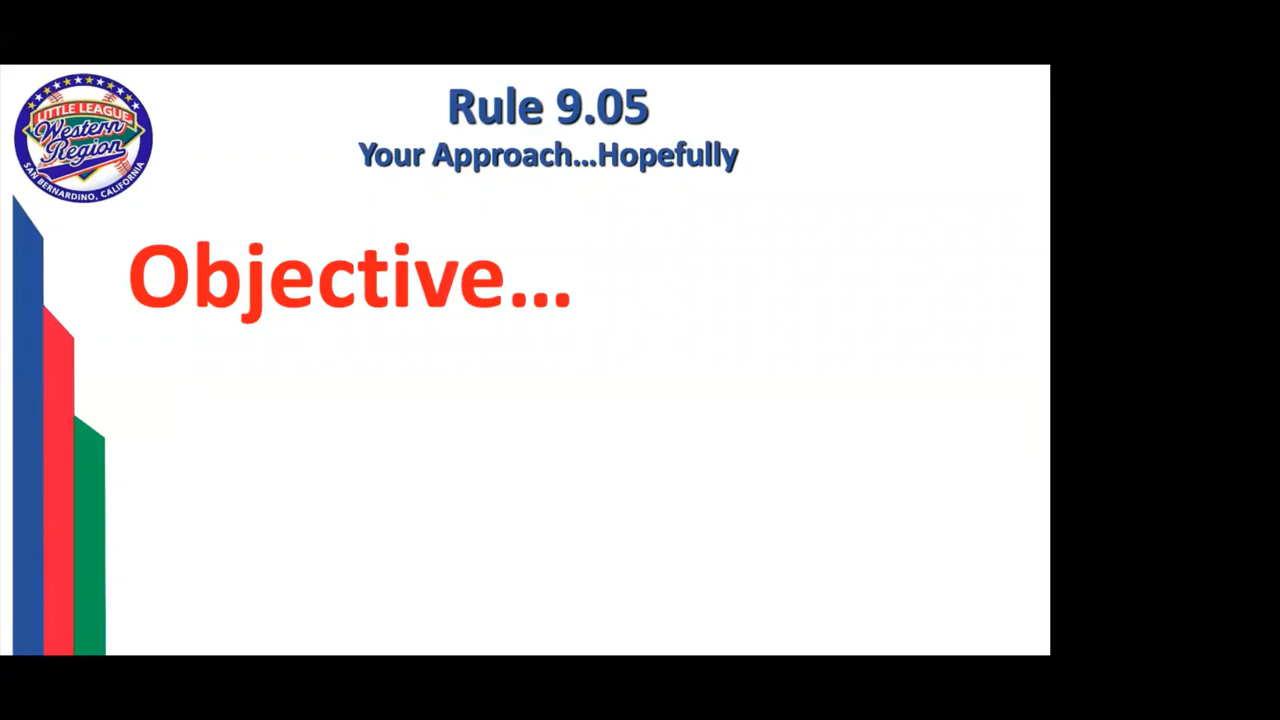 LITTLE LEAGUE
Western
Region
SAN BERNARDINO, CALIFORNIA
Rule 9.05
Your Approach...Hopefully
Objective...